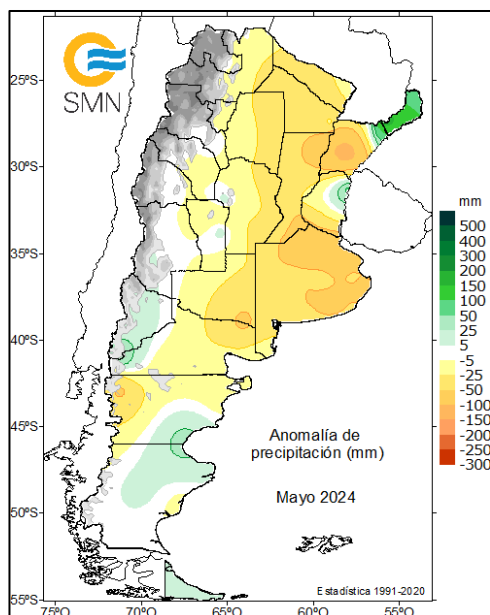 SMN
25°S
30°S
35°S
40°S
45°S
50°S
55°S
75°O
70°O
65°O
60°O
55°O
mm
500
400
300
200
150
100
50
25
5
-5
-25
-50
-100
-150
-200
-250
-300
Anomalía de
precipitación (mm)
Mayo 2024
Estadística 1991-2020